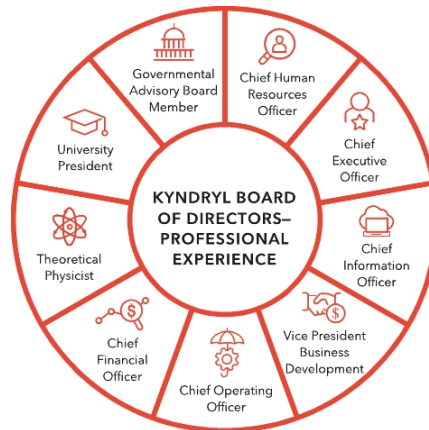 Governmental
Advisory Board
Member
Chief Human
Resources
Officer
Chief
Executive
Officer
Chief
Information
Officer
Vice President
Business
Development
Chief Operating
Officer
Chief
Financial
Officer
Theoretical
Physicist
University
President
KYNDRYL BOARD
OF DIRECTORS–
PROFESSIONAL
EXPERIENCE